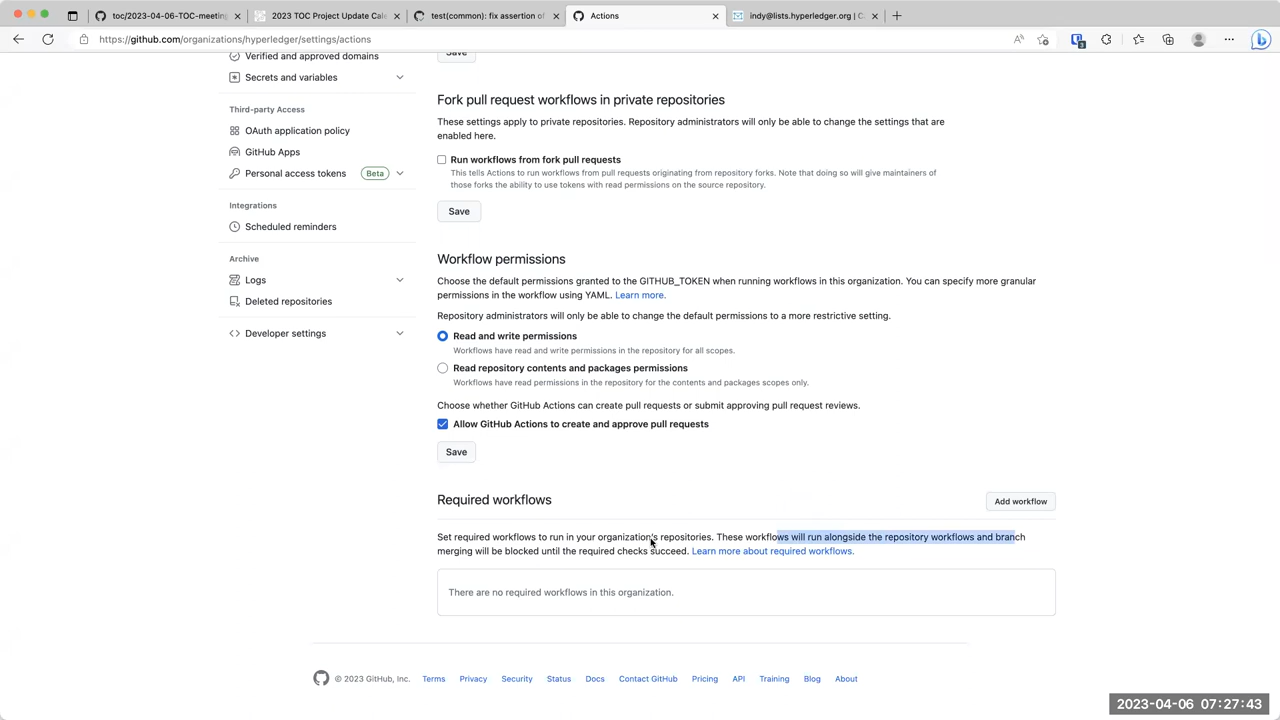 toc/2023-04-06-TOC-meeting
2023 TOC Project Update Cale
test(common): fix assertion of
Actions
indy@lists.hyperledger.org | C
https://github.com/organizations/hyperledger/settings/actions
Verified and approved domains
Save
Secrets and variables
Third-party Access
OAuth application policy
GitHub Apps
Personal access tokens Beta
Integrations
Scheduled reminders
Archive
Logs
Deleted repositories
Developer settings
Fork pull request workflows in private repositories
These settings apply to private repositories. Repository administrators will only be able to change the settings that are
enabled here.
Run workflows from fork pull requests
This tells Actions to run workflows from pull requests originating from repository forks. Note that doing so will give maintainers of
those forks the ability to use tokens with read permissions on the source repository.
Save
Workflow permissions
Choose the default permissions granted to the GITHUB_TOKEN when running workflows in this organization. You can specify more granular
permissions in the workflow using YAML. Learn more.
Repository administrators will only be able to change the default permissions to a more restrictive setting.
Read and write permissions
Workflows have read and write permissions in the repository for all scopes.
Read repository contents and packages permissions
Workflows have read permissions in the repository for the contents and packages scopes only.
Choose whether GitHub Actions can create pull requests or submit approving pull request reviews.
Allow GitHub Actions to create and approve pull requests
Save
Required workflows
Add workflow
Set required workflows to run in your organization's repositories. These workflows will run alongside the repository workflows and branch
merging will be blocked until the required checks succeed. Learn more about required workflows.
There are no required workflows in this organization.
© 2023 GitHub, Inc. Terms Privacy Security Status Docs Contact GitHub Pricing API Training Blog About
2023-04-06 07:27:43